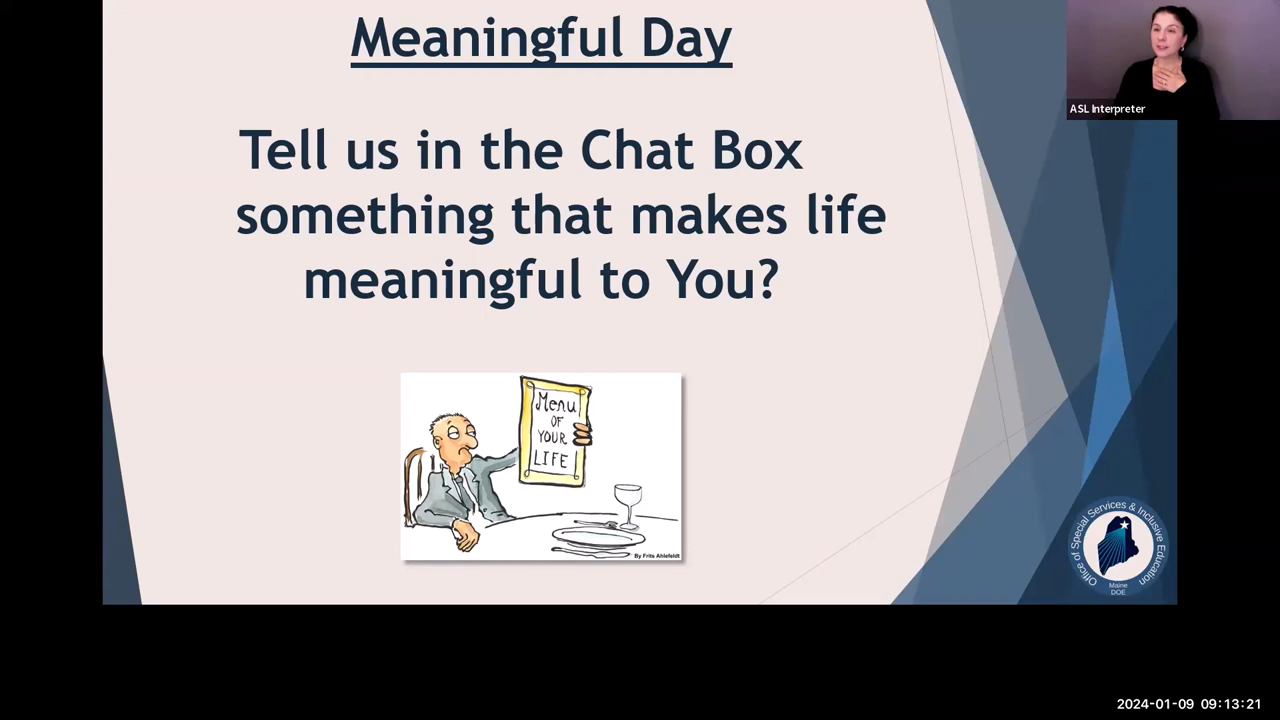 Meaningful Day
Tell us in the Chat Box
something that makes life
meaningful to You?
Menu
OF
YOUR
LIFE
By Frits Ahlefeldt
ASL Interpreter
Office of Special Services & Inclusive Education
Maine
DOE
2024-01-09 09:13:21